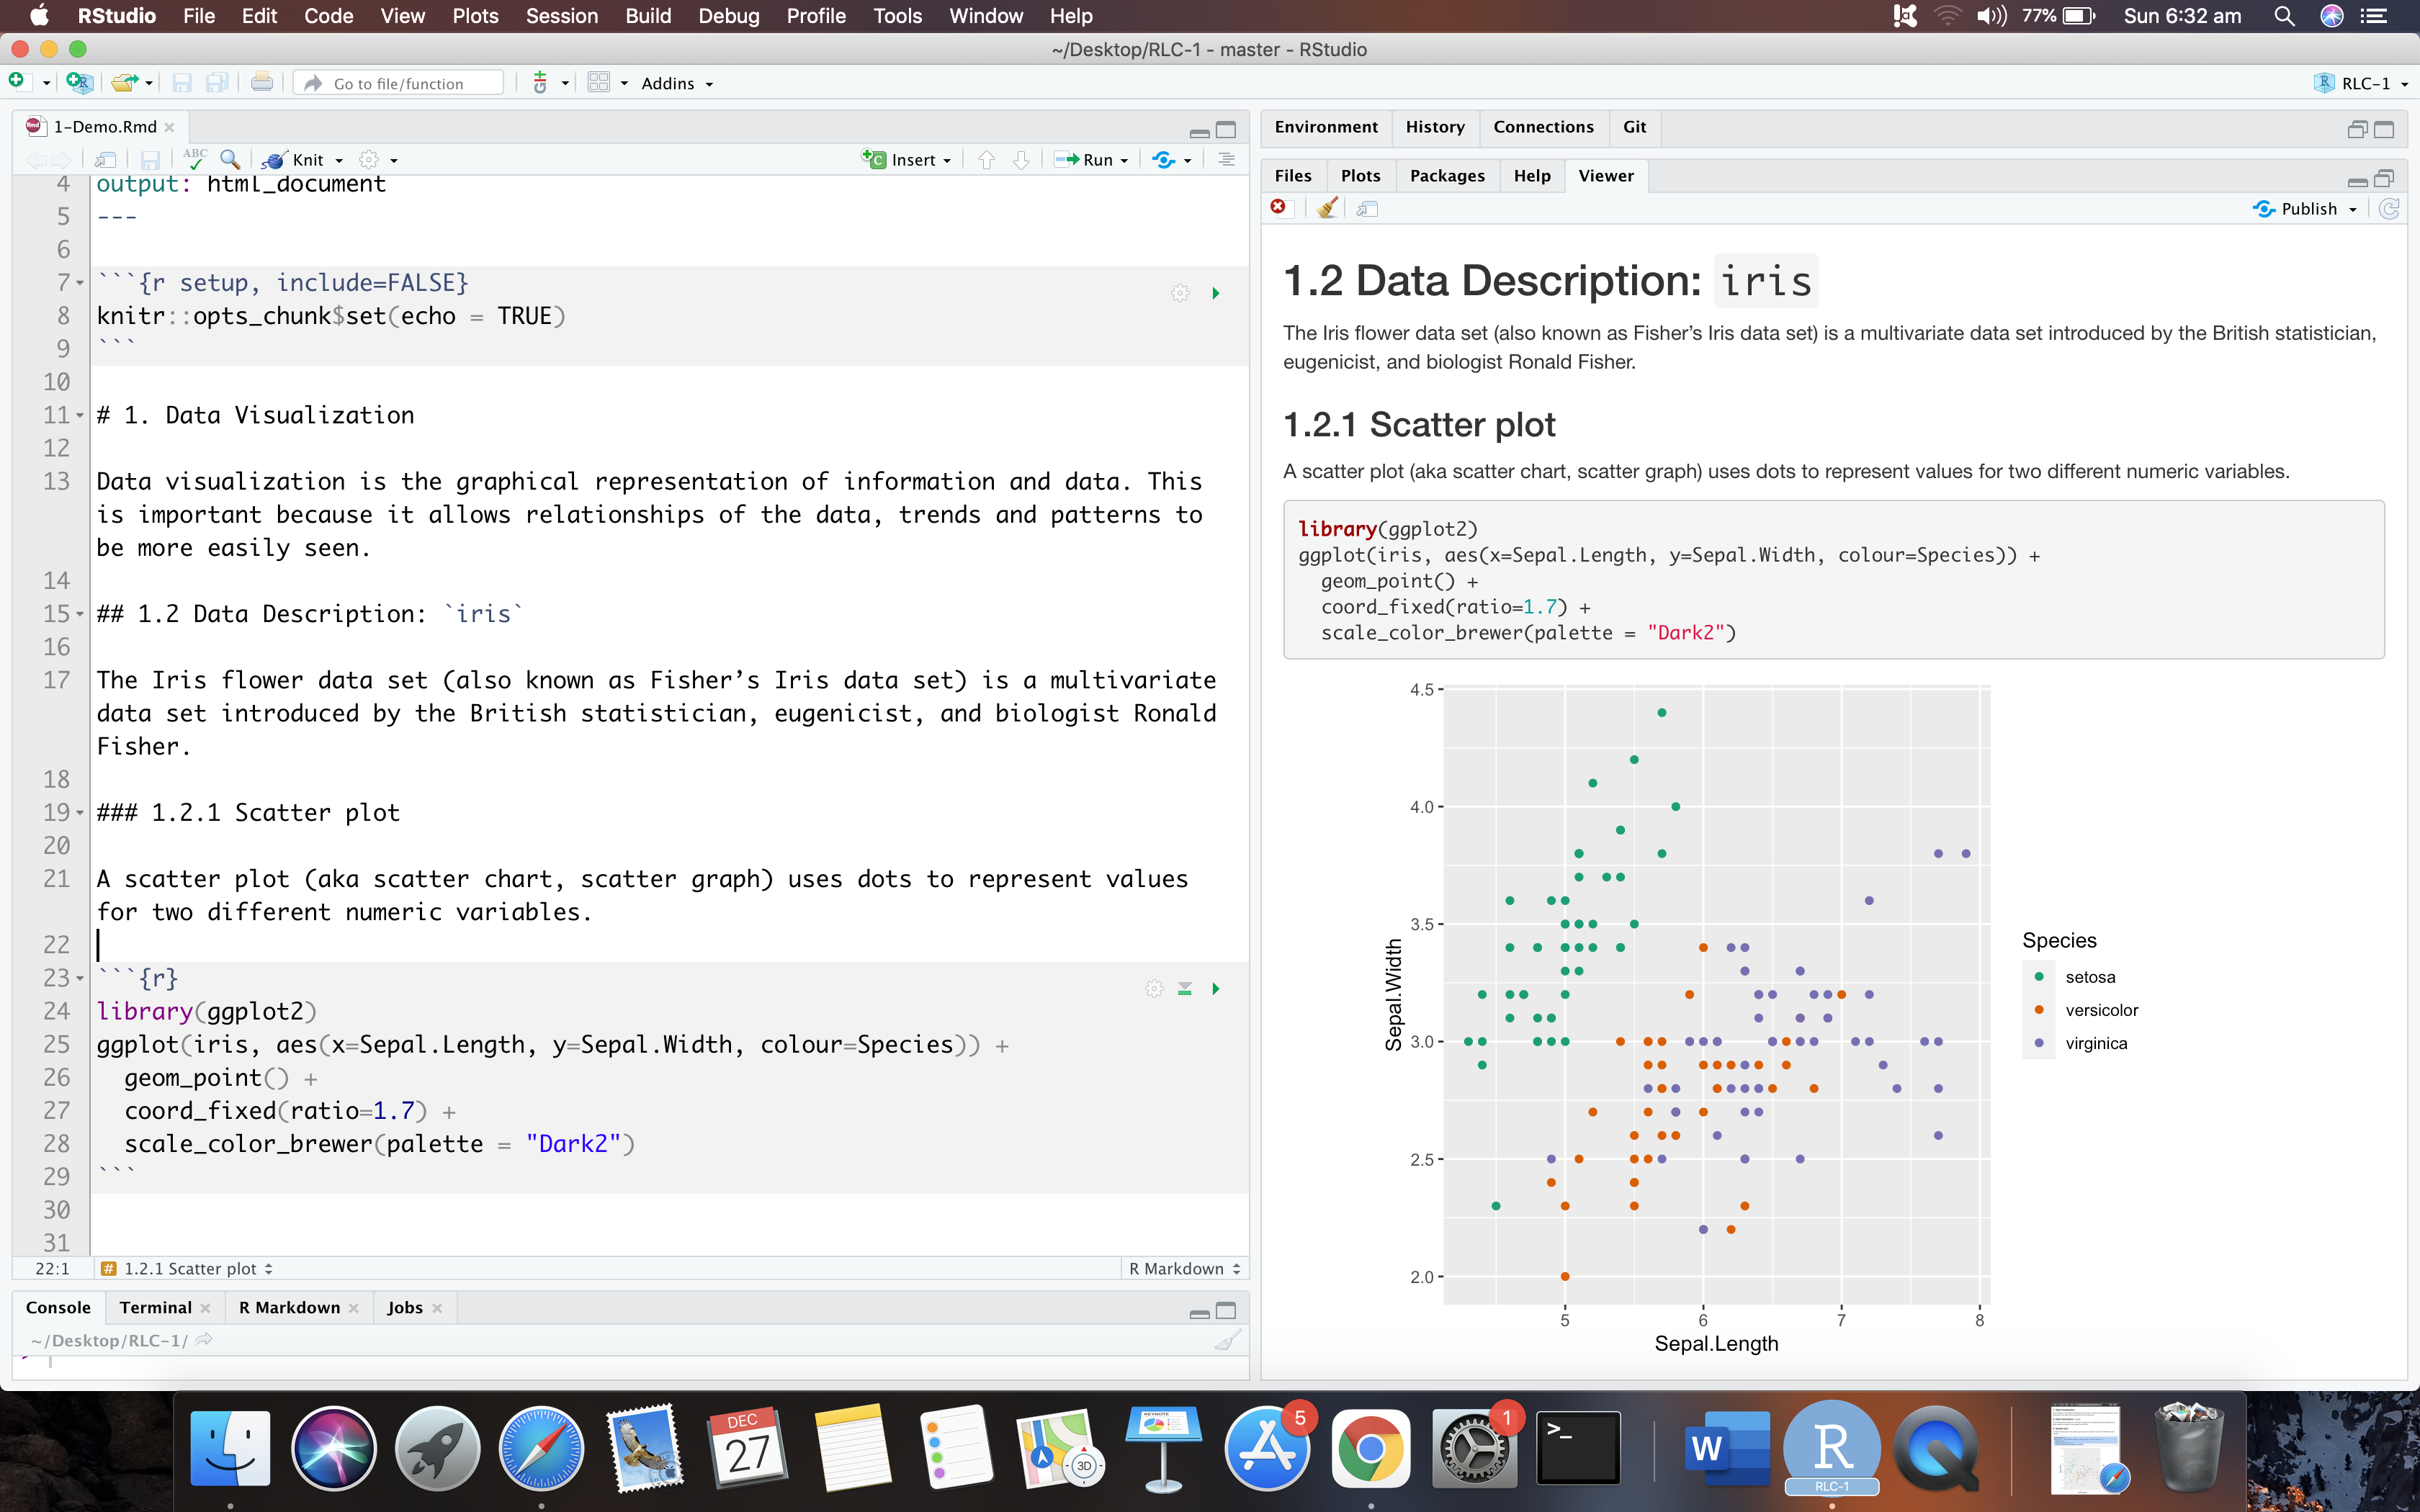 RStudio File Edit Code View Plots Session Build Debug Profile Tools Window Help 77% Sun 6:32 am
~/Desktop/RLC-1 - master - RStudio
Go to file/function Addins RLC-1
1-Demo.Rmd
ABC Knit Insert Run
4 output: html_document
5 ---
6
7 ```{r setup, include=FALSE}
8 knitr::opts_chunk$set(echo = TRUE)
9 ```
10
11 # 1. Data Visualization
12
13 Data visualization is the graphical representation of information and data. This
is important because it allows relationships of the data, trends and patterns to
be more easily seen.
14
15 ## 1.2 Data Description: `iris`
16
17 The Iris flower data set (also known as Fisher’s Iris data set) is a multivariate
data set introduced by the British statistician, eugenicist, and biologist Ronald
Fisher.
18
19 ### 1.2.1 Scatter plot
20
21 A scatter plot (aka scatter chart, scatter graph) uses dots to represent values
for two different numeric variables.
22
23 ```{r}
24 library(ggplot2)
25 ggplot(iris, aes(x=Sepal.Length, y=Sepal.Width, colour=Species)) +
26 geom_point() +
27 coord_fixed(ratio=1.7) +
28 scale_color_brewer(palette = "Dark2")
29 ```
30
31
22:1 # 1.2.1 Scatter plot R Markdown
Console Terminal R Markdown Jobs
~/Desktop/RLC-1/
>
Environment History Connections Git
Files Plots Packages Help Viewer
Publish
1.2 Data Description: iris
The Iris flower data set (also known as Fisher’s Iris data set) is a multivariate data set introduced by the British statistician,
eugenicist, and biologist Ronald Fisher.
1.2.1 Scatter plot
A scatter plot (aka scatter chart, scatter graph) uses dots to represent values for two different numeric variables.
library(ggplot2)
ggplot(iris, aes(x=Sepal.Length, y=Sepal.Width, colour=Species)) +
geom_point() +
coord_fixed(ratio=1.7) +
scale_color_brewer(palette = "Dark2")
4.5
4.0
3.5
3.0
2.5
2.0
Sepal.Width
5 6 7 8
Sepal.Length
Species
setosa
versicolor
virginica
DEC
27
KEYNOTE
3D
5
1
>_
W
R
RLC-1